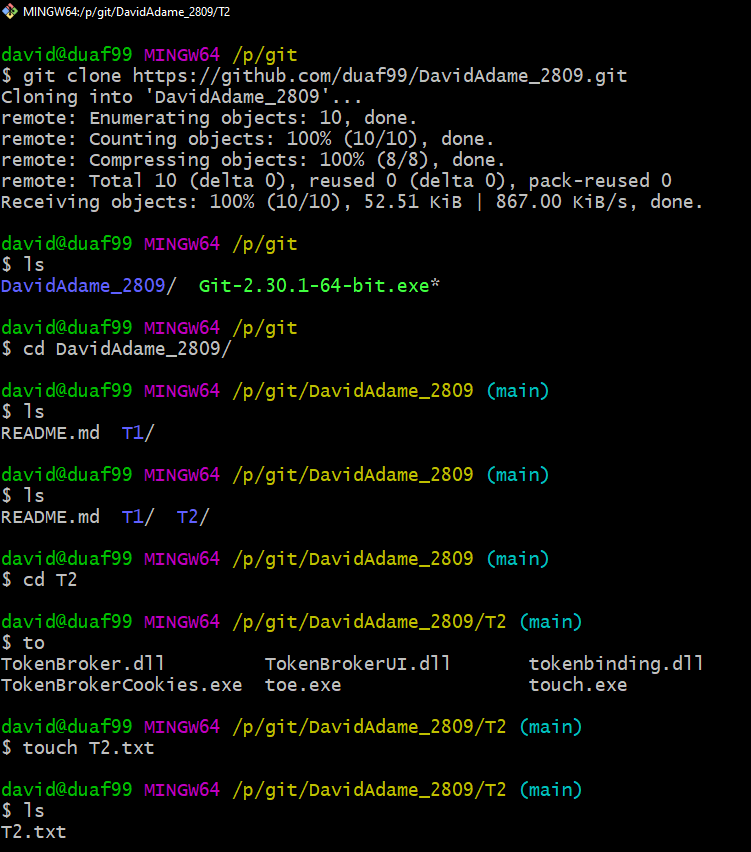 MINGW64:/p/git/DavidAdame_2809/T2
david@duaf99 MINGW64 /p/git
$ git clone https://github.com/duaf99/DavidAdame_2809.git
Cloning into 'DavidAdame_2809'...
remote: Enumerating objects: 10, done.
remote: Counting objects: 100% (10/10), done.
remote: Compressing objects: 100% (8/8), done.
remote: Total 10 (delta 0), reused 0 (delta 0), pack-reused 0
Receiving objects: 100% (10/10), 52.51 KiB | 867.00 KiB/s, done.
david@duaf99 MINGW64 /p/git
$ ls
DavidAdame_2809/  Git-2.30.1-64-bit.exe*
david@duaf99 MINGW64 /p/git
$ cd DavidAdame_2809/
david@duaf99 MINGW64 /p/git/DavidAdame_2809 (main)
$ ls
README.md  T1/
david@duaf99 MINGW64 /p/git/DavidAdame_2809 (main)
$ ls
README.md  T1/  T2/
david@duaf99 MINGW64 /p/git/DavidAdame_2809 (main)
$ cd T2
david@duaf99 MINGW64 /p/git/DavidAdame_2809/T2 (main)
$ to
TokenBroker.dll         TokenBrokerUI.dll       tokenbinding.dll
TokenBrokerCookies.exe  toe.exe                 touch.exe
david@duaf99 MINGW64 /p/git/DavidAdame_2809/T2 (main)
$ touch T2.txt
david@duaf99 MINGW64 /p/git/DavidAdame_2809/T2 (main)
$ ls
T2.txt